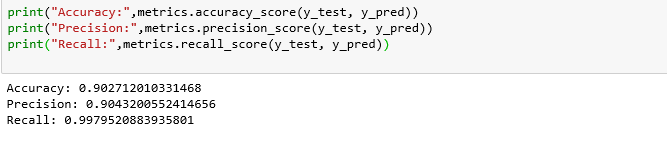 print("Accuracy:",metrics.accuracy_score(y_test, y_pred))
print("Precision:",metrics.precision_score(y_test, y_pred))
print("Recall:",metrics.recall_score(y_test, y_pred))
Accuracy: 0.902712010331468
Precision: 0.9043200552414656
Recall: 0.9979520883935801